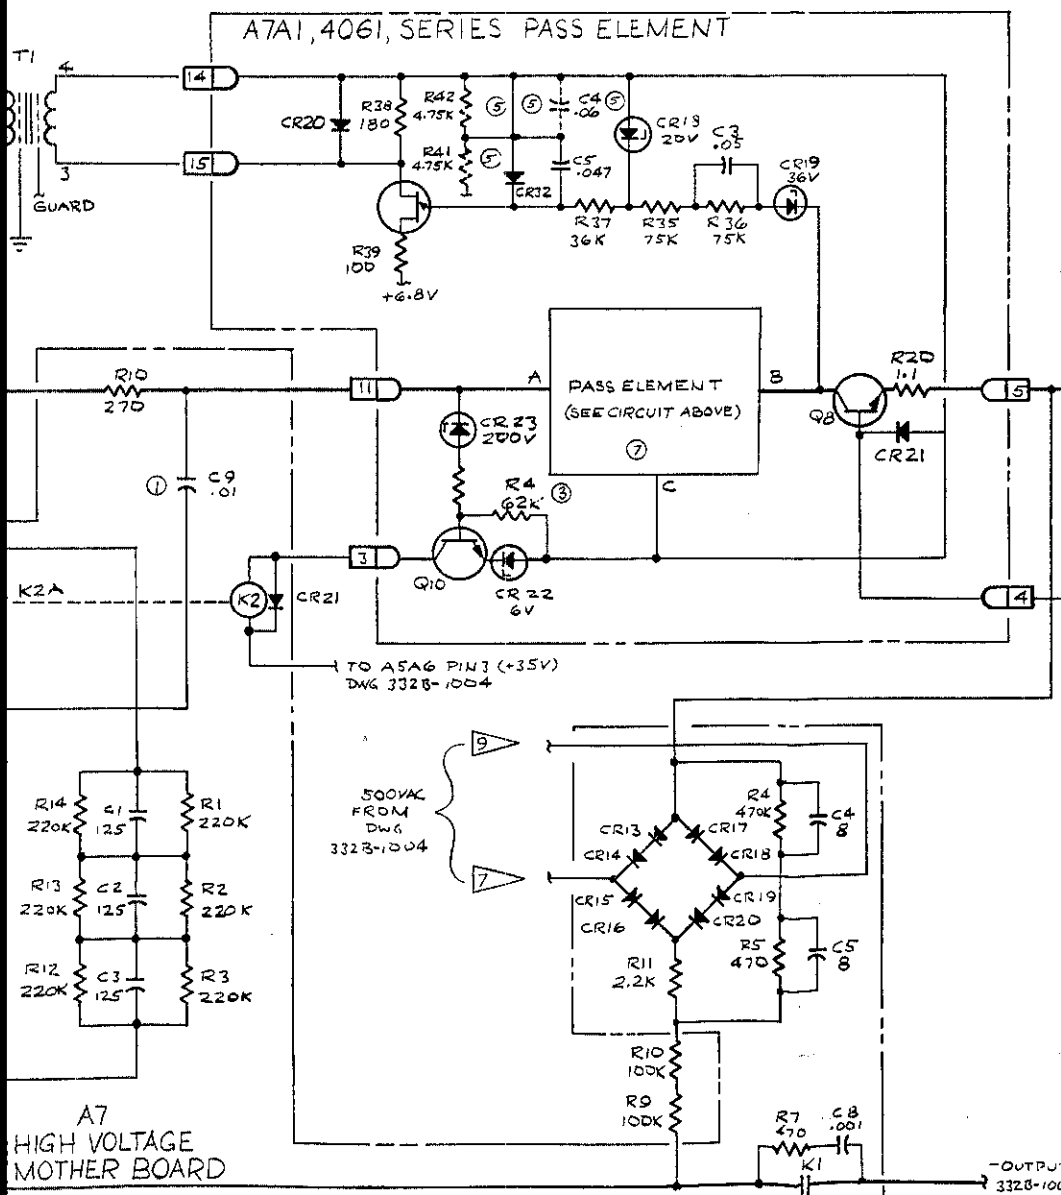 A7A1, 4061, SERIES PASS ELEMENT
T1
4
3
GUARD
14
15
CR20
R38
180
R42
4.75K
R41
4.75K
5
5
C4
.06
5
5
CR32
C5
.047
CR18
20V
C3
.05
CR19
36V
R37
36K
R35
75K
R36
75K
R39
100
+6.8V
R10
270
11
A
PASS ELEMENT
(SEE CIRCUIT ABOVE)
7
B
C
Q8
R20
1.1
5
CR21
4
CR23
200V
R4
62K
3
1
C9
.01
3
Q10
CR22
6V
K2A
K2
CR21
TO A5A6 PIN 3 (+35V)
DWG 332B-1004
9
500VAC
FROM
DWG
332B-1004
7
R14
220K
C1
125
R1
220K
R13
220K
C2
125
R2
220K
R12
220K
C3
125
R3
220K
CR13
CR14
CR15
CR16
CR17
CR18
CR19
CR20
R4
470K
C4
8
R5
470
C5
8
R11
2.2K
R10
100K
R9
100K
A7
HIGH VOLTAGE
MOTHER BOARD
R7
470
C8
.001
K1
-OUTPU
332B-100